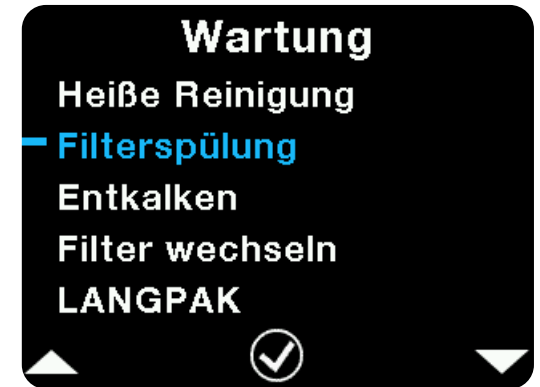 Wartung
Heiße Reinigung
Filterspülung
Entkalken
Filter wechseln
LANGPAK